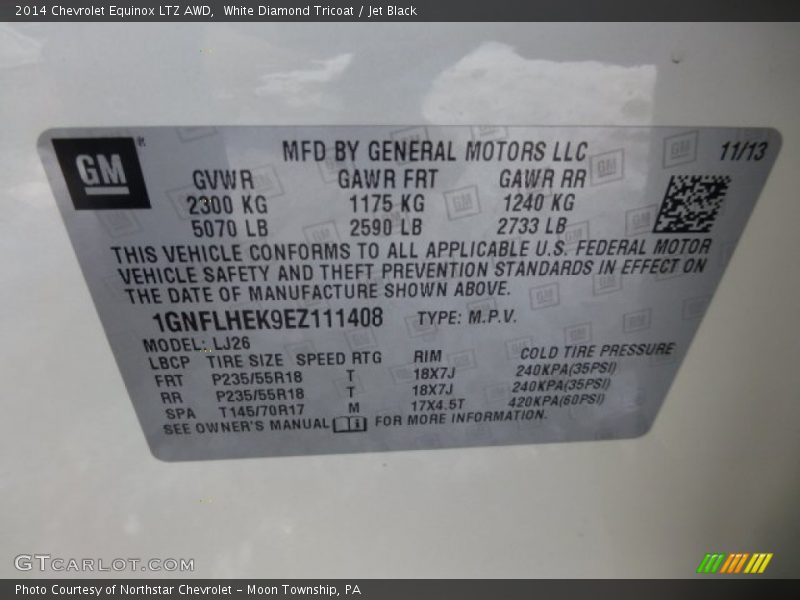 2014 Chevrolet Equinox LTZ AWD, White Diamond Tricoat / Jet Black
GM ® MFD BY GENERAL MOTORS LLC 11/13
GVWR GAWR FRT GAWR RR
2300 KG 1175 KG 1240 KG
5070 LB 2590 LB 2733 LB
THIS VEHICLE CONFORMS TO ALL APPLICABLE U.S. FEDERAL MOTOR
VEHICLE SAFETY AND THEFT PREVENTION STANDARDS IN EFFECT ON
THE DATE OF MANUFACTURE SHOWN ABOVE.
1GNFLHEK9EZ111408 TYPE: M.P.V.
MODEL: LJ26
LBCP TIRE SIZE SPEED RTG RIM COLD TIRE PRESSURE
FRT P235/55R18 T 18X7J 240KPA(35PSI)
RR P235/55R18 T 18X7J 240KPA(35PSI)
SPA T145/70R17 M 17X4.5T 420KPA(60PSI)
SEE OWNER'S MANUAL i FOR MORE INFORMATION.
GTCARLOT.COM
Photo Courtesy of Northstar Chevrolet - Moon Township, PA